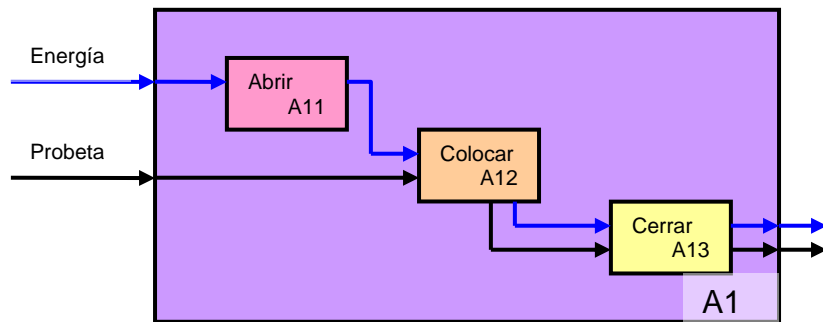 Energía
Abrir
A11
Probeta
Colocar
A12
Cerrar
A13
A1